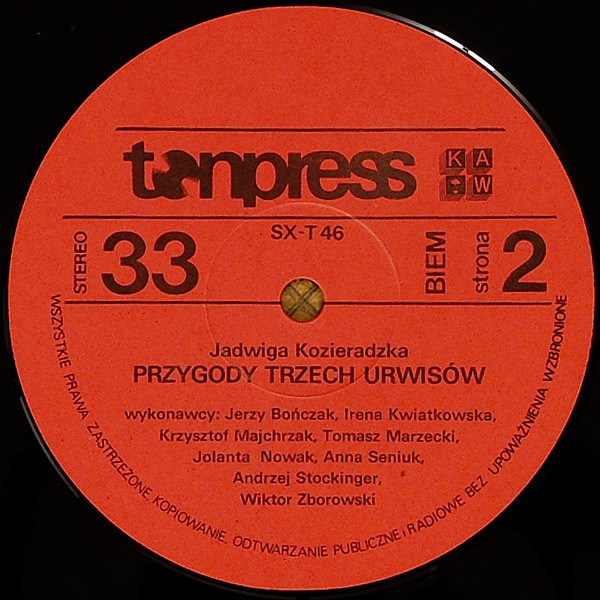 tonpress KAW
SX-T 46
STEREO 33 BIEM strona 2
Jadwiga Kozieradzka
PRZYGODY TRZECH URWISÓW
wykonawcy: Jerzy Bończak, Irena Kwiatkowska,
Krzysztof Majchrzak, Tomasz Marzecki,
Jolanta Nowak, Anna Seniuk,
Andrzej Stockinger,
Wiktor Zborowski
WSZYSTKIE PRAWA ZASTRZEŻONE, KOPIOWANIE, ODTWARZANIE PUBLICZNE I RADIOWE BEZ UPOWAŻNIENIA WZBRONIONE